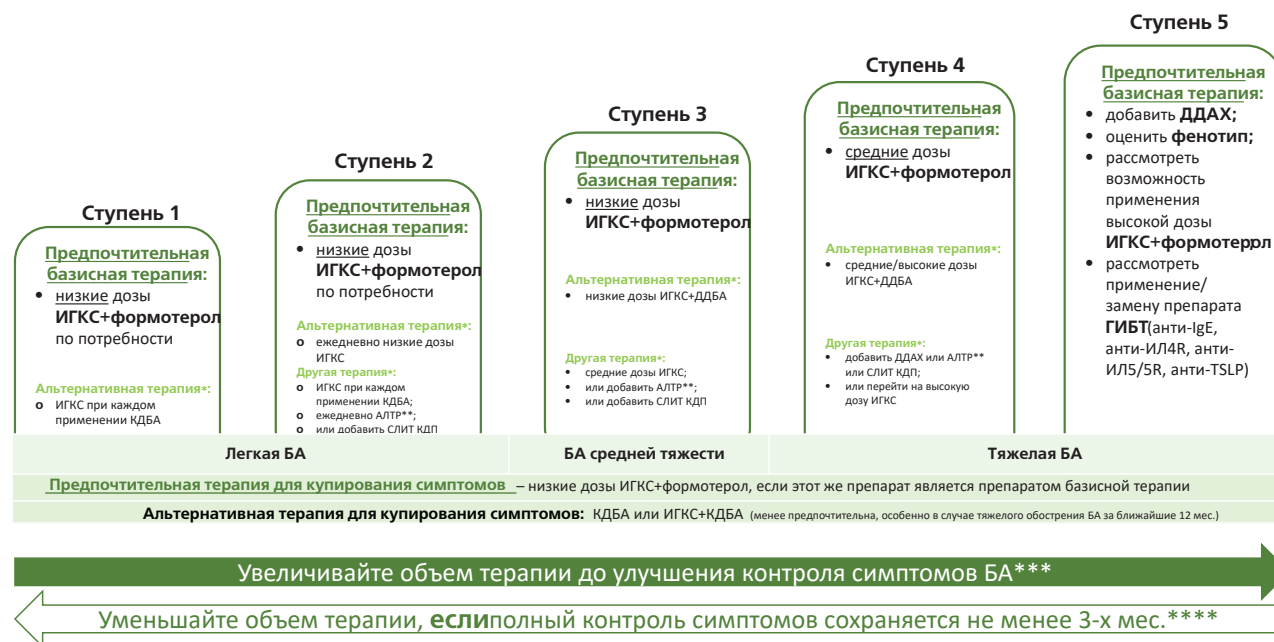 Ступень 1
Предпочтительная
базисная терапия:
• низкие дозы
ИГКС+формотерол
по потребности
Альтернативная терапия*:
o ИГКС при каждом
применении КДБА
Ступень 2
Предпочтительная
базисная терапия:
• низкие дозы
ИГКС+формотерол
по потребности
Альтернативная терапия*:
o ежедневно низкие дозы
ИГКС
Другая терапия*:
o ИГКС при каждом
применении КДБА;
o ежедневно АЛТР**;
o или добавить СЛИТ КДП
Ступень 3
Предпочтительная
базисная терапия:
• низкие дозы
ИГКС+формотерол
Альтернативная терапия*:
• низкие дозы ИГКС+ДДБА
Другая терапия*:
• средние дозы ИГКС;
• или добавить АЛТР**;
• или добавить СЛИТ КДП
Ступень 4
Предпочтительная
базисная терапия:
• средние дозы
ИГКС+формотерол
Альтернативная терапия*:
• средние/высокие дозы
ИГКС+ДДБА
Другая терапия*:
• добавить ДДАХ или АЛТР**
или СЛИТ КДП;
• или перейти на высокую
дозу ИГКС
Ступень 5
Предпочтительная
базисная терапия:
• добавить ДДАХ;
• оценить фенотип;
• рассмотреть
возможность
применения
высокой дозы
ИГКС+формотерол
• рассмотреть
применение/
замену препарата
ГИБТ(анти-IgE,
анти-ИЛ4R, анти-
ИЛ5/5R, анти-TSLP)
Легкая БА
БА средней тяжести
Тяжелая БА
Предпочтительная терапия для купирования симптомов – низкие дозы ИГКС+формотерол, если этот же препарат является препаратом базисной терапии
Альтернативная терапия для купирования симптомов: КДБА или ИГКС+КДБА (менее предпочтительна, особенно в случае тяжелого обострения БА за ближайшие 12 мес.)
Увеличивайте объем терапии до улучшения контроля симптомов БА***
Уменьшайте объем терапии, еслиполный контроль симптомов сохраняется не менее 3-х мес.****